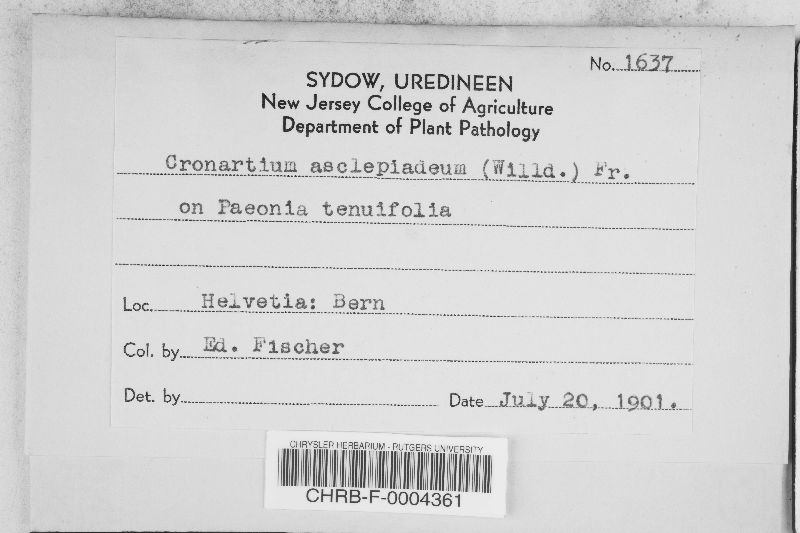 No. 1637
SYDOW, UREDINEEN
New Jersey College of Agriculture
Department of Plant Pathology
Cronartium asclepiadeum (Willd.) Fr.
on Paeonia tenuifolia
Loc. Helvetia: Bern
Col. by Ed. Fischer
Det. by
Date July 20, 1901.
CHRYSLER HERBARIUM - RUTGERS UNIVERSITY
CHRB-F-0004361